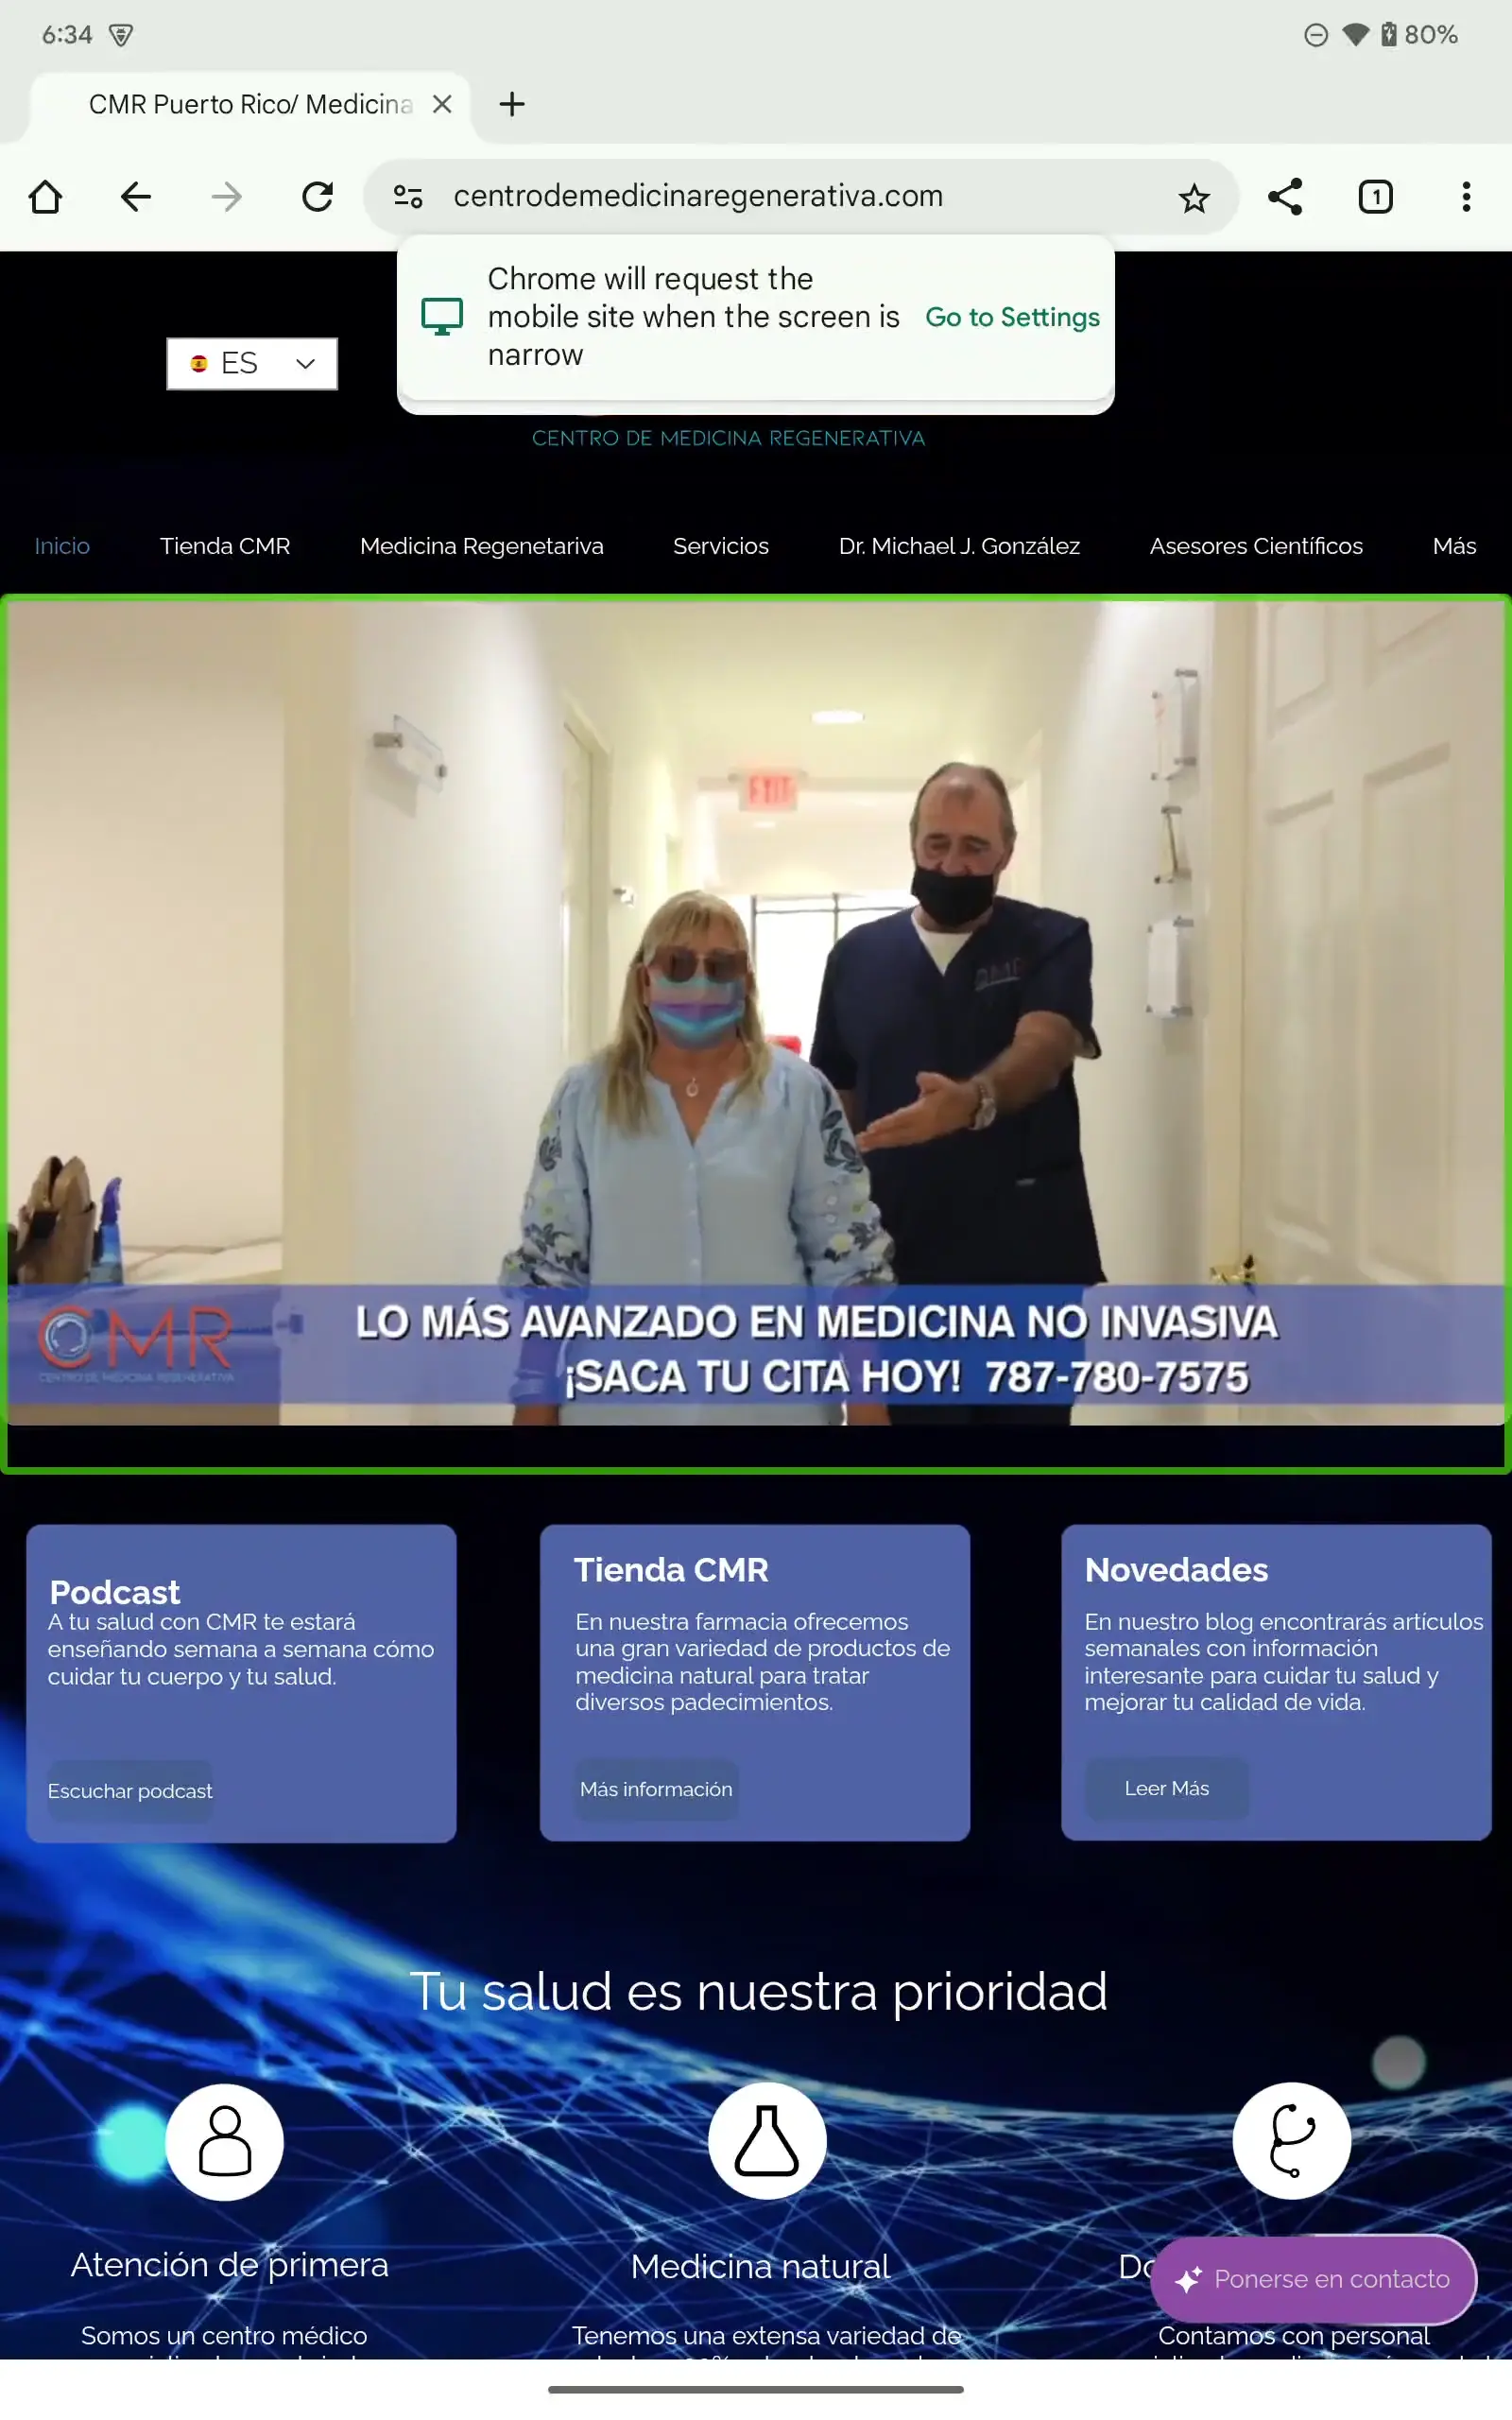 6:34
80%
CMR Puerto Rico/ Medicina
centrodemedicinaregenerativa.com
1
Chrome will request the
mobile site when the screen is
narrow
Go to Settings
ES
CENTRO DE MEDICINA REGENERATIVA
Inicio
Tienda CMR
Medicina Regenetariva
Servicios
Dr. Michael J. González
Asesores Científicos
Más
EXIT
CMR
CMR
CENTRO DE MEDICINA REGENERATIVA
LO MÁS AVANZADO EN MEDICINA NO INVASIVA
¡SACA TU CITA HOY! 787-780-7575
Podcast
A tu salud con CMR te estará
enseñando semana a semana cómo
cuidar tu cuerpo y tu salud.
Escuchar podcast
Tienda CMR
En nuestra farmacia ofrecemos
una gran variedad de productos de
medicina natural para tratar
diversos padecimientos.
Más información
Novedades
En nuestro blog encontrarás artículos
semanales con información
interesante para cuidar tu salud y
mejorar tu calidad de vida.
Leer Más
Tu salud es nuestra prioridad
Atención de primera
Somos un centro médico
Medicina natural
Tenemos una extensa variedad de
Ponerse en contacto
Contamos con personal